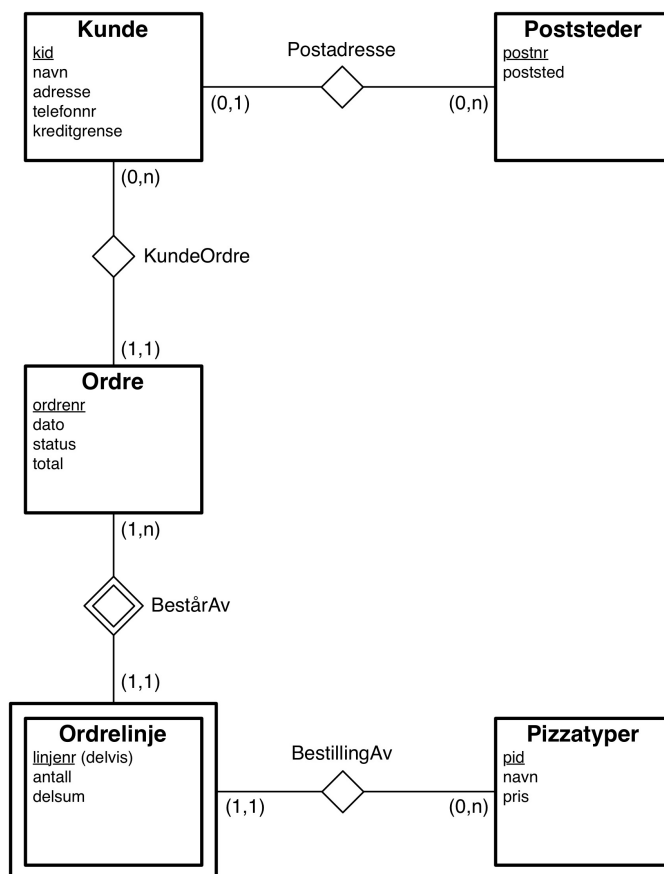 Kunde
kid
navn
adresse
telefonnr
kreditgrense
Postadresse
(0,1)
(0,n)
Poststeder
postnr
poststed
(0,n)
KundeOrdre
(1,1)
Ordre
ordrenr
dato
status
total
(1,n)
BestårAv
(1,1)
Ordrelinje
linjenr (delvis)
antall
delsum
BestillingAv
(1,1)
(0,n)
Pizzatyper
pid
navn
pris